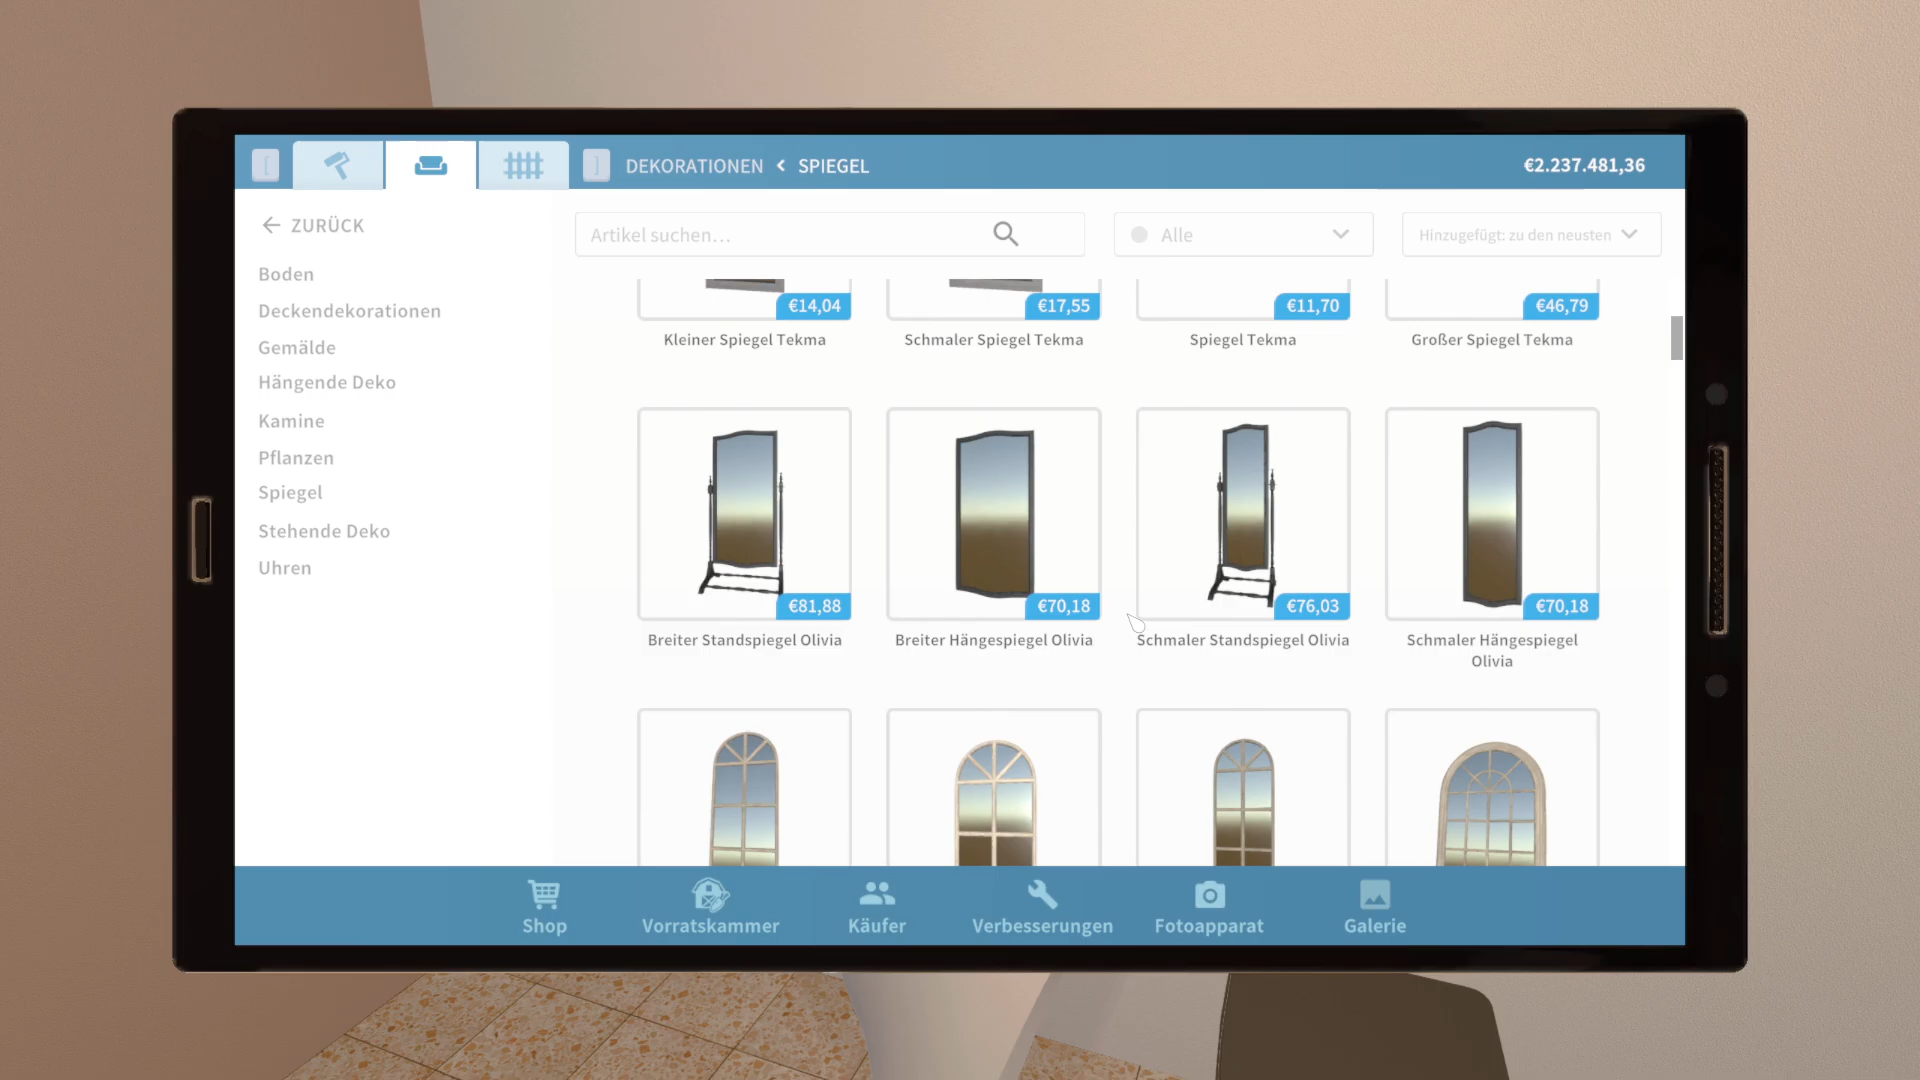 [
]
DEKORATIONEN < SPIEGEL
€2.237.481,36
← ZURÜCK
Boden
Deckendekorationen
Gemälde
Hängende Deko
Kamine
Pflanzen
Spiegel
Stehende Deko
Uhren
Artikel suchen...
Alle
Hinzugefügt: zu den neusten
€14,04
€17,55
€11,70
€46,79
Kleiner Spiegel Tekma
Schmaler Spiegel Tekma
Spiegel Tekma
Großer Spiegel Tekma
€81,88
€70,18
€76,03
€70,18
Breiter Standspiegel Olivia
Breiter Hängespiegel Olivia
Schmaler Standspiegel Olivia
Schmaler Hängespiegel
Olivia
Shop
Vorratskammer
Käufer
Verbesserungen
Fotoapparat
Galerie